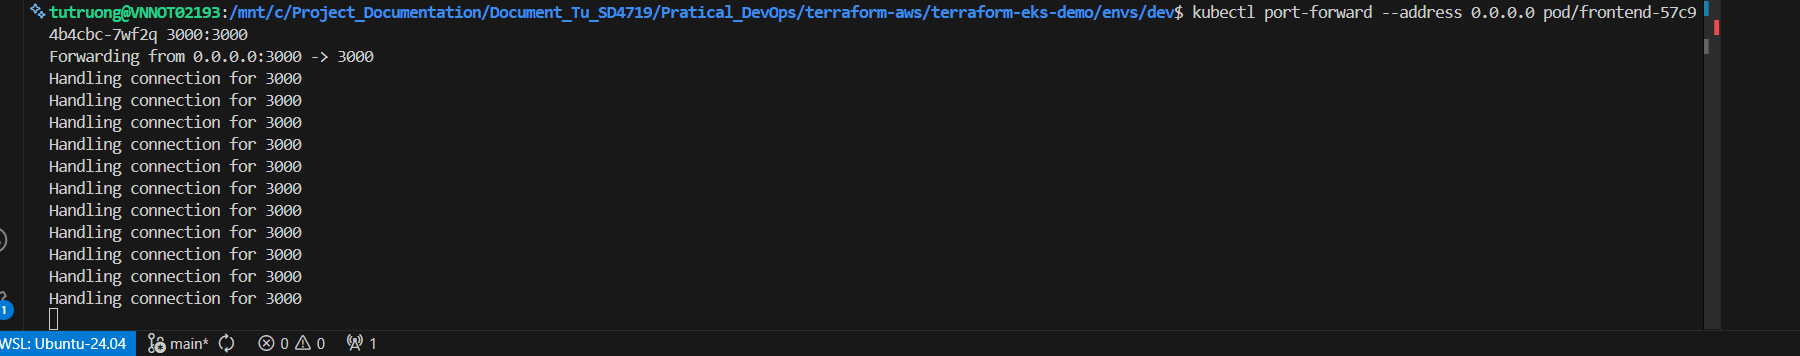 tutruong@VNNOT02193:/mnt/c/Project_Documentation/Document_Tu_SD4719/Pratical_DevOps/terraform-aws/terraform-eks-demo/envs/dev$ kubectl port-forward --address 0.0.0.0 pod/frontend-57c9
4b4cbc-7wf2q 3000:3000
Forwarding from 0.0.0.0:3000 -> 3000
Handling connection for 3000
Handling connection for 3000
Handling connection for 3000
Handling connection for 3000
Handling connection for 3000
Handling connection for 3000
Handling connection for 3000
Handling connection for 3000
Handling connection for 3000
Handling connection for 3000
Handling connection for 3000
1
WSL: Ubuntu-24.04 main* 0 0 1